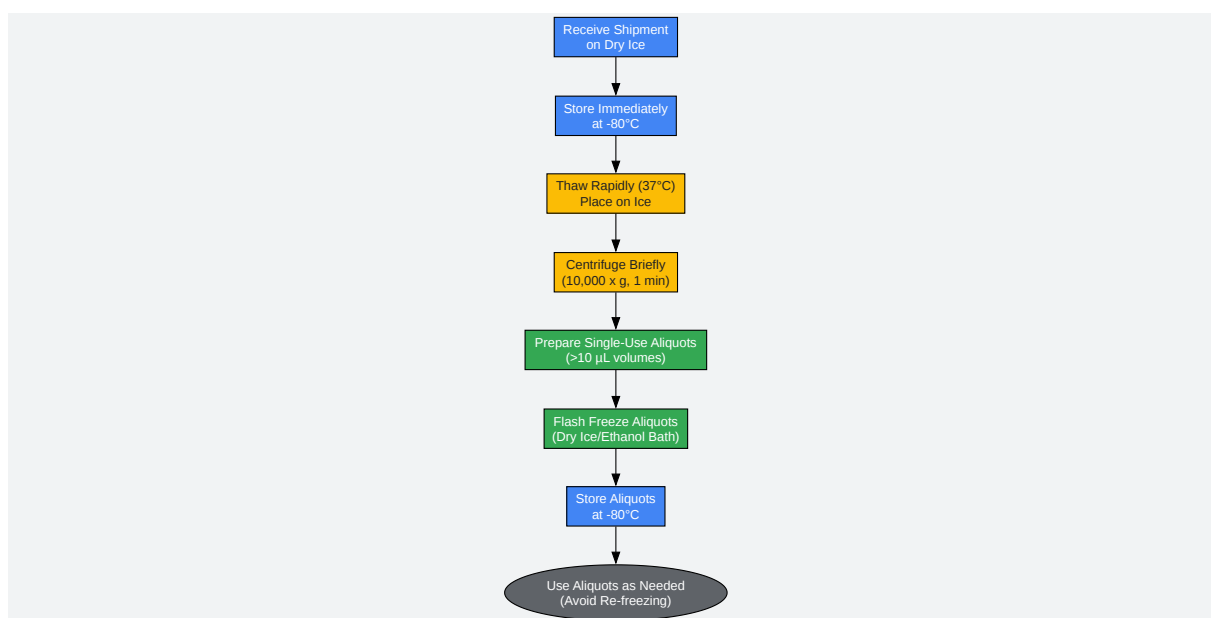 Receive Shipment
on Dry Ice
Store Immediately
at -80°C
Thaw Rapidly (37°C)
Place on Ice
Centrifuge Briefly
(10,000 x g, 1 min)
Prepare Single-Use Aliquots
(>10 µL volumes)
Flash Freeze Aliquots
(Dry Ice/Ethanol Bath)
Store Aliquots
at -80°C
Use Aliquots as Needed
(Avoid Re-freezing)